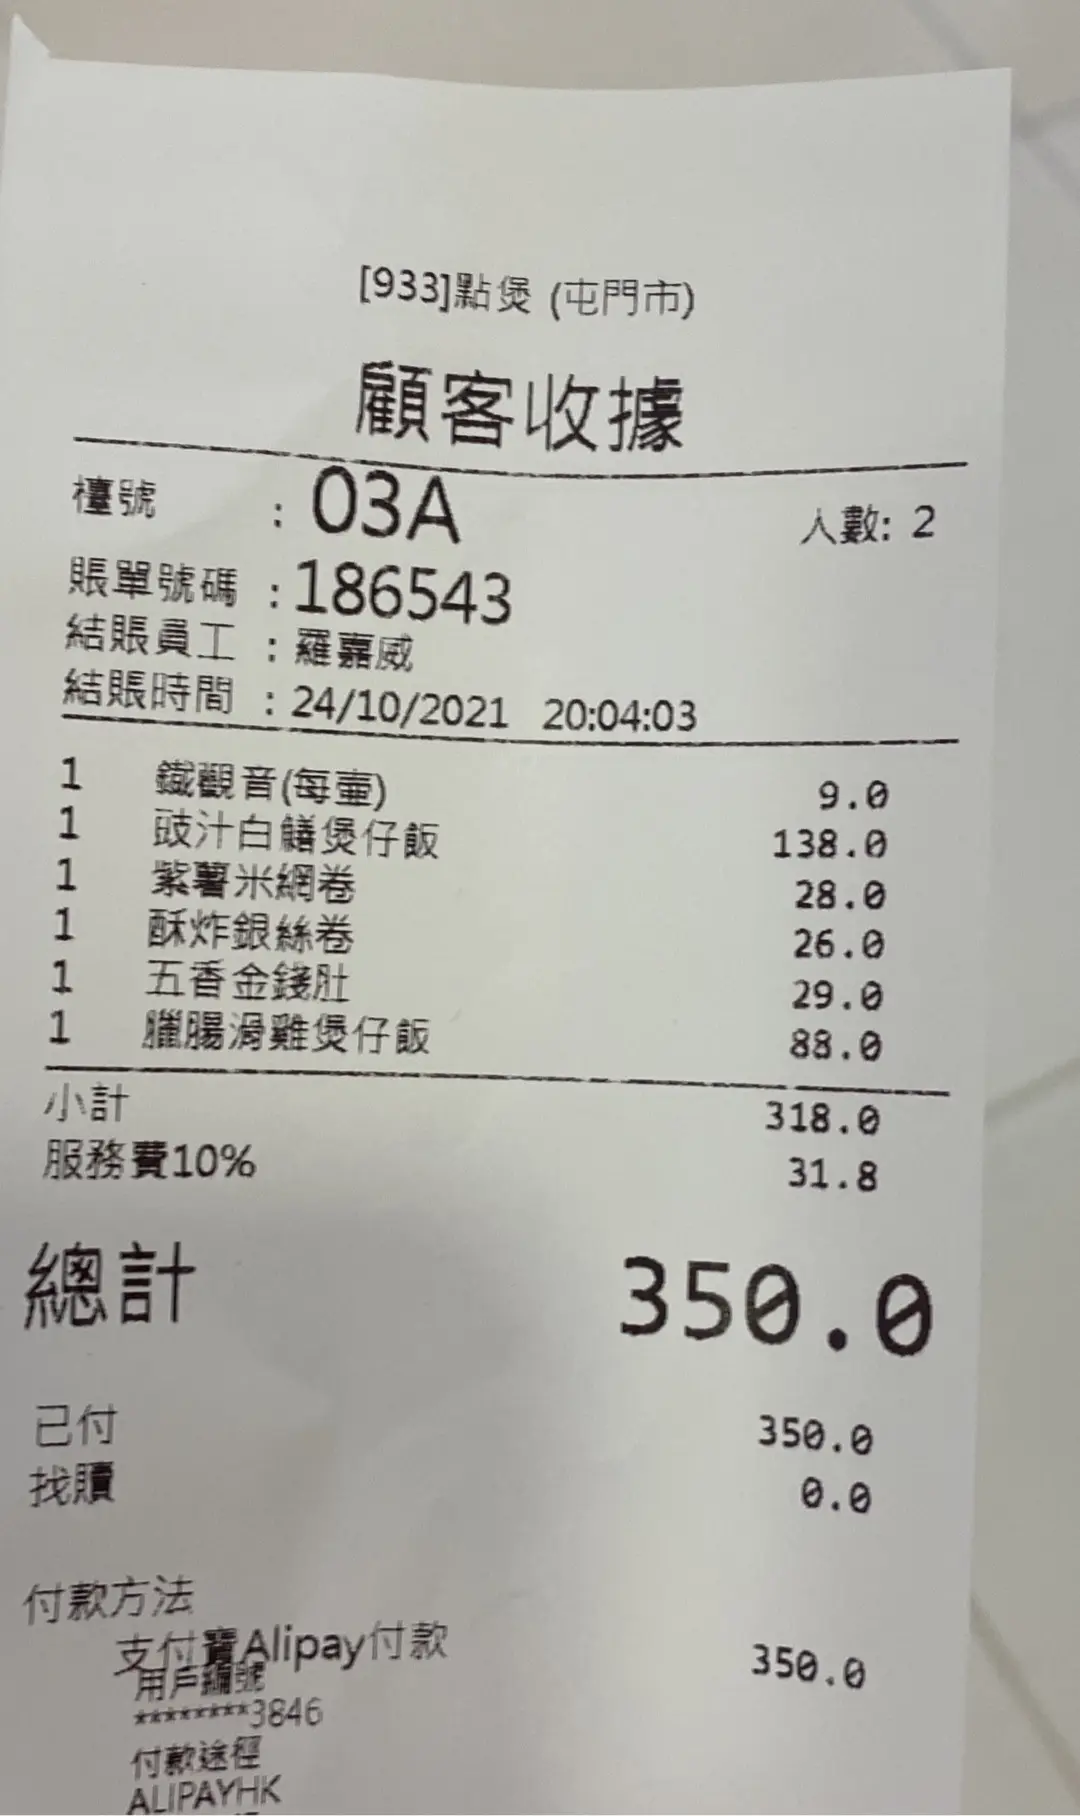 [933]點煲 (屯門市)
顧客收據
檯號 : 03A 人數: 2
賬單號碼 : 186543
結賬員工 : 羅嘉威
結賬時間 : 24/10/2021 20:04:03
1 鐵觀音(每壷) 9.0
1 豉汁白鱔煲仔飯 138.0
1 紫薯米網卷 28.0
1 酥炸銀絲卷 26.0
1 五香金錢肚 29.0
1 臘腸滑雞煲仔飯 88.0
小計 318.0
服務費10% 31.8
總計 350.0
已付 350.0
找贖 0.0
付款方法
支付寶Alipay付款 350.0
用戶編號
********3846
付款途徑
ALIPAYHK